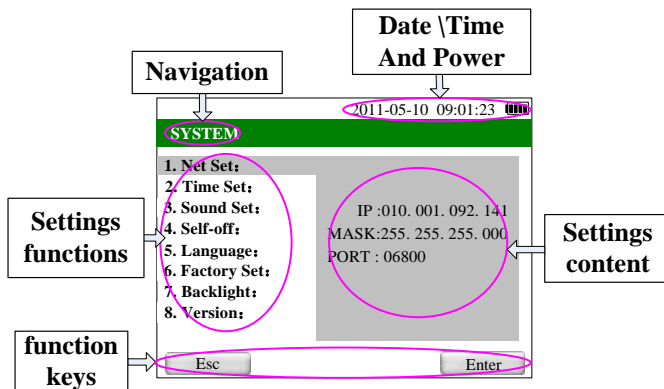 Date \Time
And Power
Navigation
2011-05-10 09:01:23
SYSTEM
1. Net Set：
2. Time Set：
3. Sound Set：
4. Self-off：
5. Language：
6. Factory Set：
7. Backlight：
8. Version：
IP :010. 001. 092. 141
MASK:255. 255. 255. 000
PORT : 06800
Settings
functions
Settings
content
function
keys
Esc
Enter